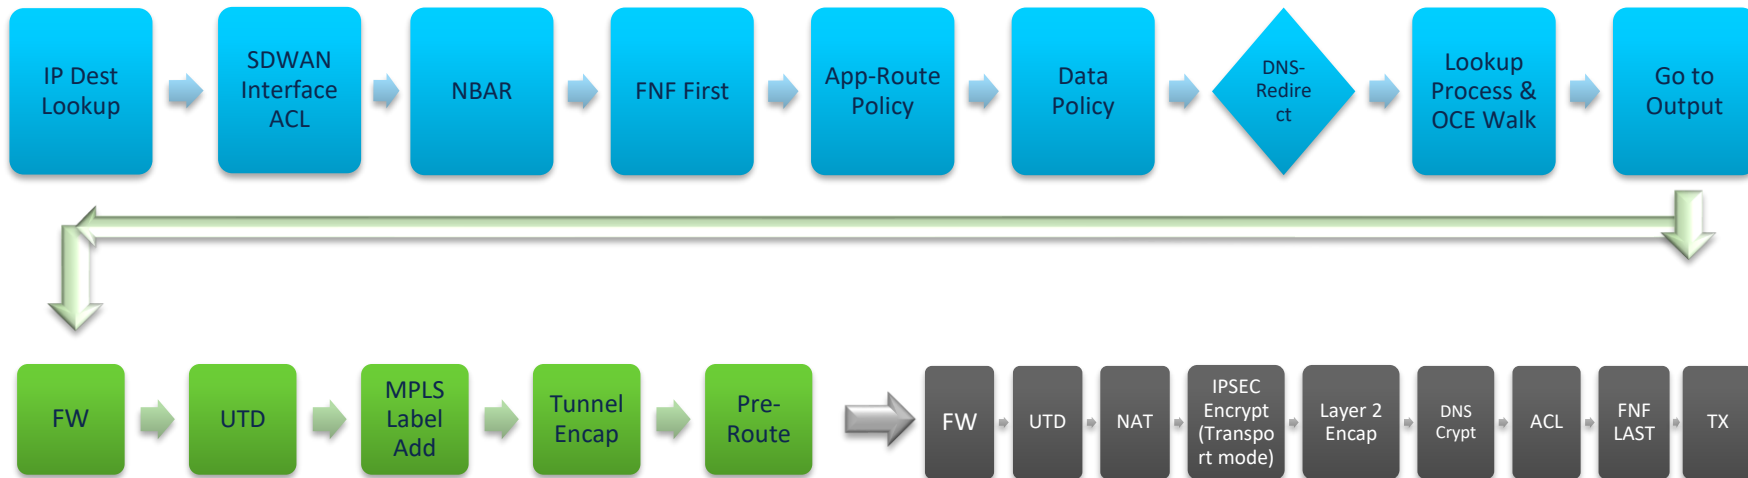 IP Dest
Lookup
SDWAN
Interface
ACL
NBAR
FNF First
App-Route
Policy
Data
Policy
DNS-
Redire
ct
Lookup
Process &
OCE Walk
Go to
Output
FW
UTD
MPLS
Label
Add
Tunnel
Encap
Pre-
Route
FW
UTD
NAT
IPSEC
Encrypt
(Transpo
rt mode)
Layer 2
Encap
DNS
Crypt
ACL
FNF
LAST
TX